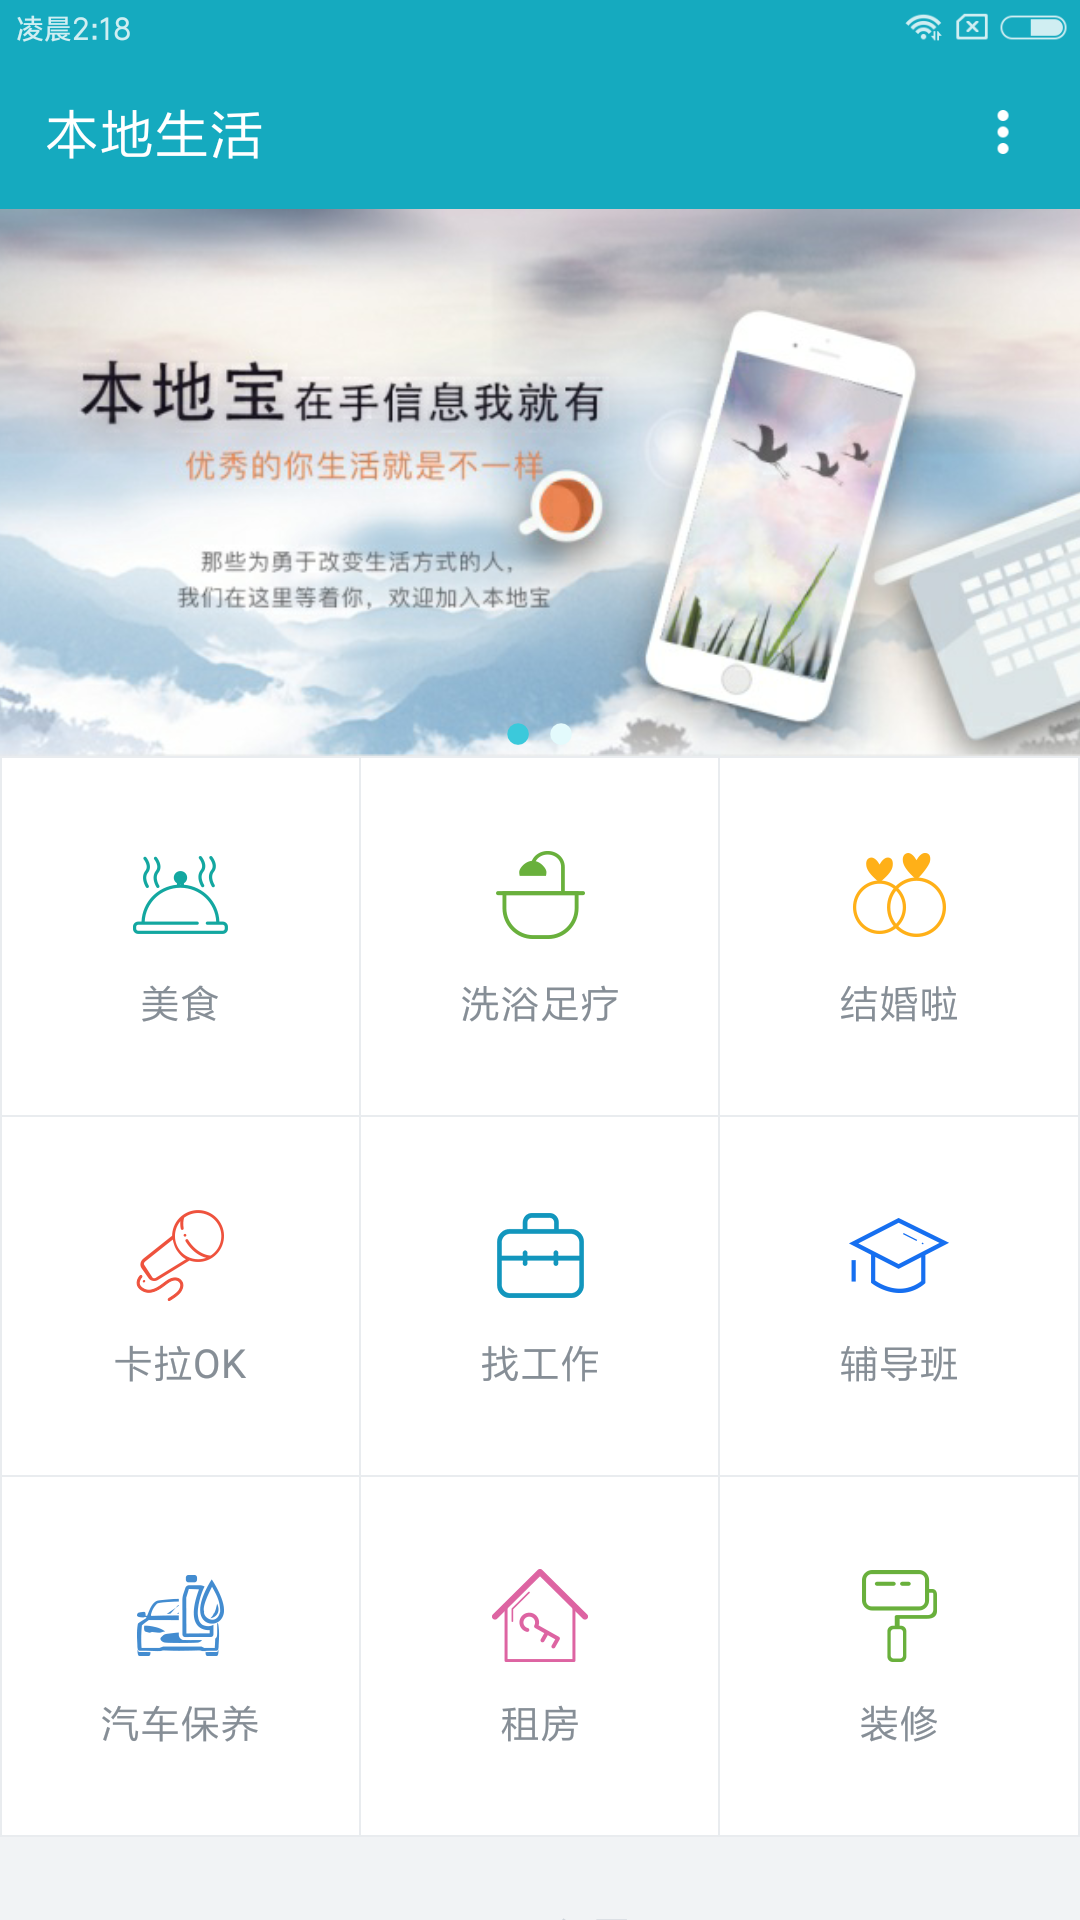 凌晨2:18
本地生活
本地宝在手信息我就有
优秀的你生活就是不一样
那些为勇于改变生活方式的人，
我们在这里等着你，欢迎加入本地宝
美食
洗浴足疗
结婚啦
卡拉OK
找工作
辅导班
汽车保养
租房
装修